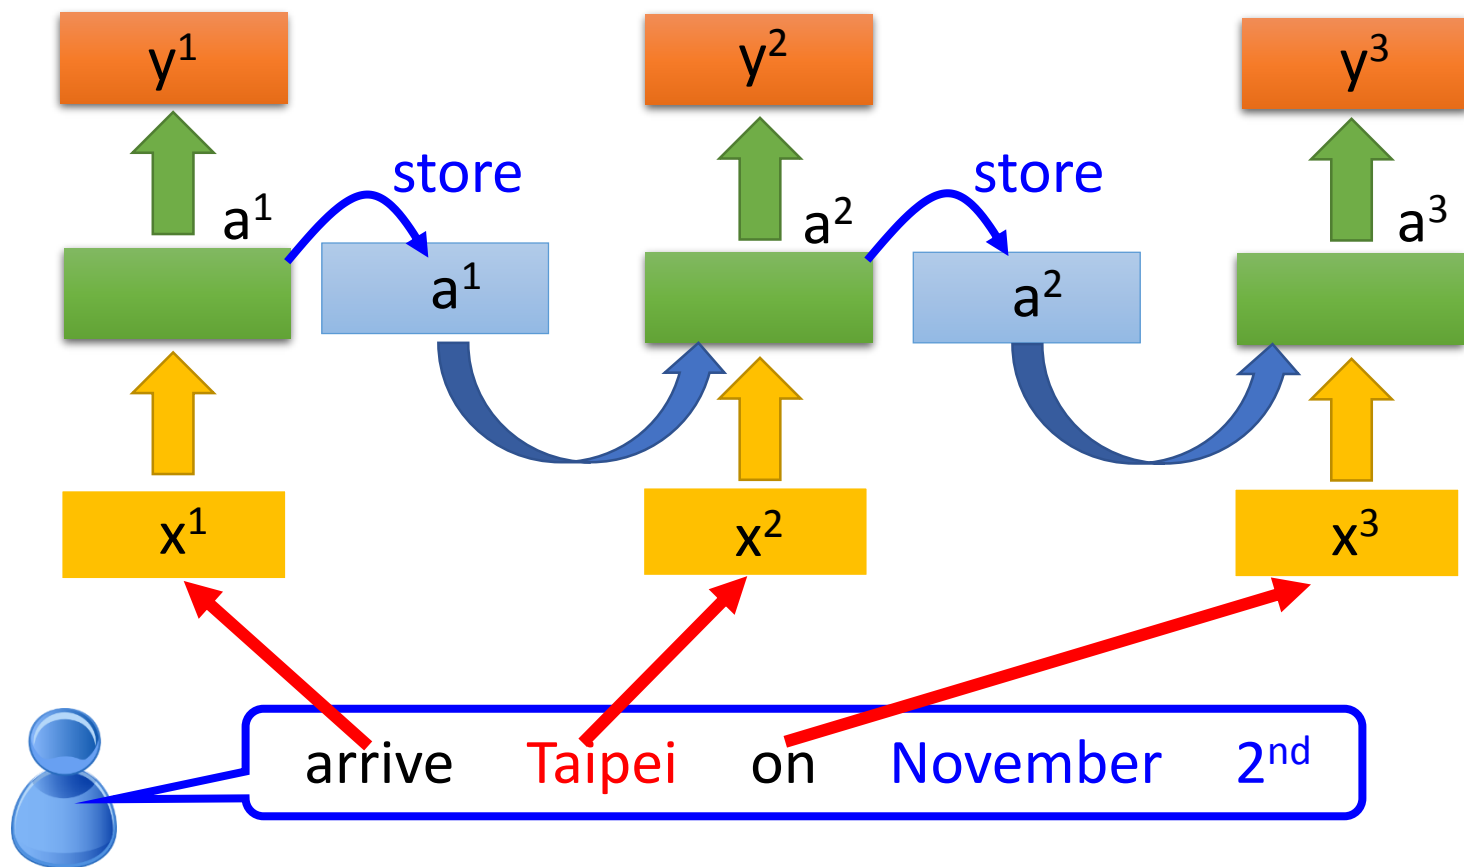 y¹ y² y³
store store
a¹ a² a³
a¹ a²
x¹ x² x³
arrive Taipei on November 2ⁿᵈ